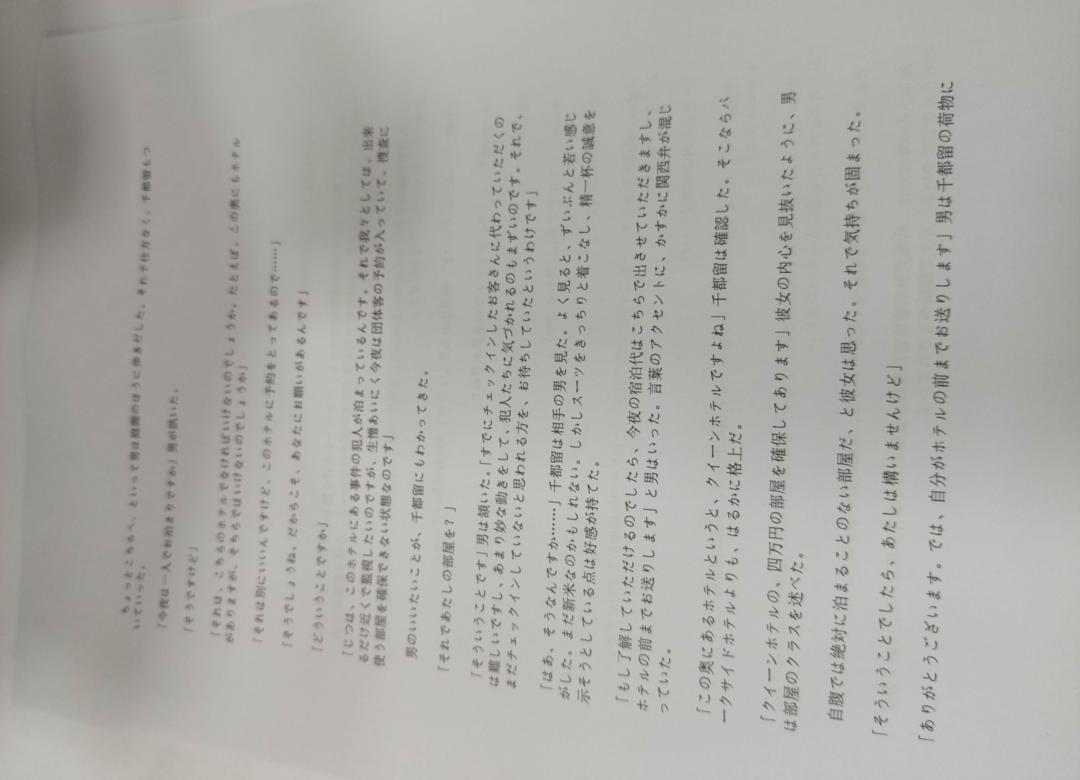 ちょっとこちらへ、といって男は庭園のほうに歩きだした。それで仕方なく、千都留もつ
いていった。
「今夜は一人でお泊まりですか」男が訊いた。
「そうですけど」
「それは、こちらのホテルでなければいけないのでしょうか。たとえば、この奥にもホテル
がありますが、そちらではいけないのでしょうか」
「それは別にいいんですけど、このホテルに予約をとってあるので……」
「そうでしょうね。だからこそ、あなたにお願いがあるんです」
「どういうことですか」
「じつは、このホテルにある事件の犯人が泊まっているんです。それで我々としては、出来
るだけ近くで監視したいのですが、生憎あいにく今夜は団体客の予約が入っていて、捜査に
使う部屋を確保できない状態なのです」
男のいいたいことが、千都留にもわかってきた。
「それであたしの部屋を？」
「そういうことです」男は頷いた。「すでにチェックインしたお客さんに代わっていただくの
は難しいですし、あまり妙な動きをして、犯人たちに気づかれるのもまずいのです。それで、
まだチェックインしていないと思われる方を、お待ちしていたというわけです」
「はあ、そうなんですか……」千都留は相手の男を見た。よく見ると、ずいぶんと若い感じ
がした。まだ新米なのかもしれない。しかしスーツをきっちりと着こなし、精一杯の誠意を
示そうとしている点は好感が持てた。
「もし了解していただけるのでしたら、今夜の宿泊代はこちらで出させていただきますし、
ホテルの前までお送りします」と男はいった。言葉のアクセントに、かすかに関西弁が混じ
っていた。
「この奥にあるホテルというと、クイーンホテルですよね」千都留は確認した。そこならパ
ークサイドホテルよりも、はるかに格上だ。
「クイーンホテルの、四万円の部屋を確保してあります」彼女の内心を見抜いたように、男
は部屋のクラスを述べた。
自腹では絶対に泊まることのない部屋だ、と彼女は思った。それで気持ちが固まった。
「そういうことでしたら、あたしは構いませんけど」
「ありがとうございます。では、自分がホテルの前までお送りします」男は千都留の荷物に